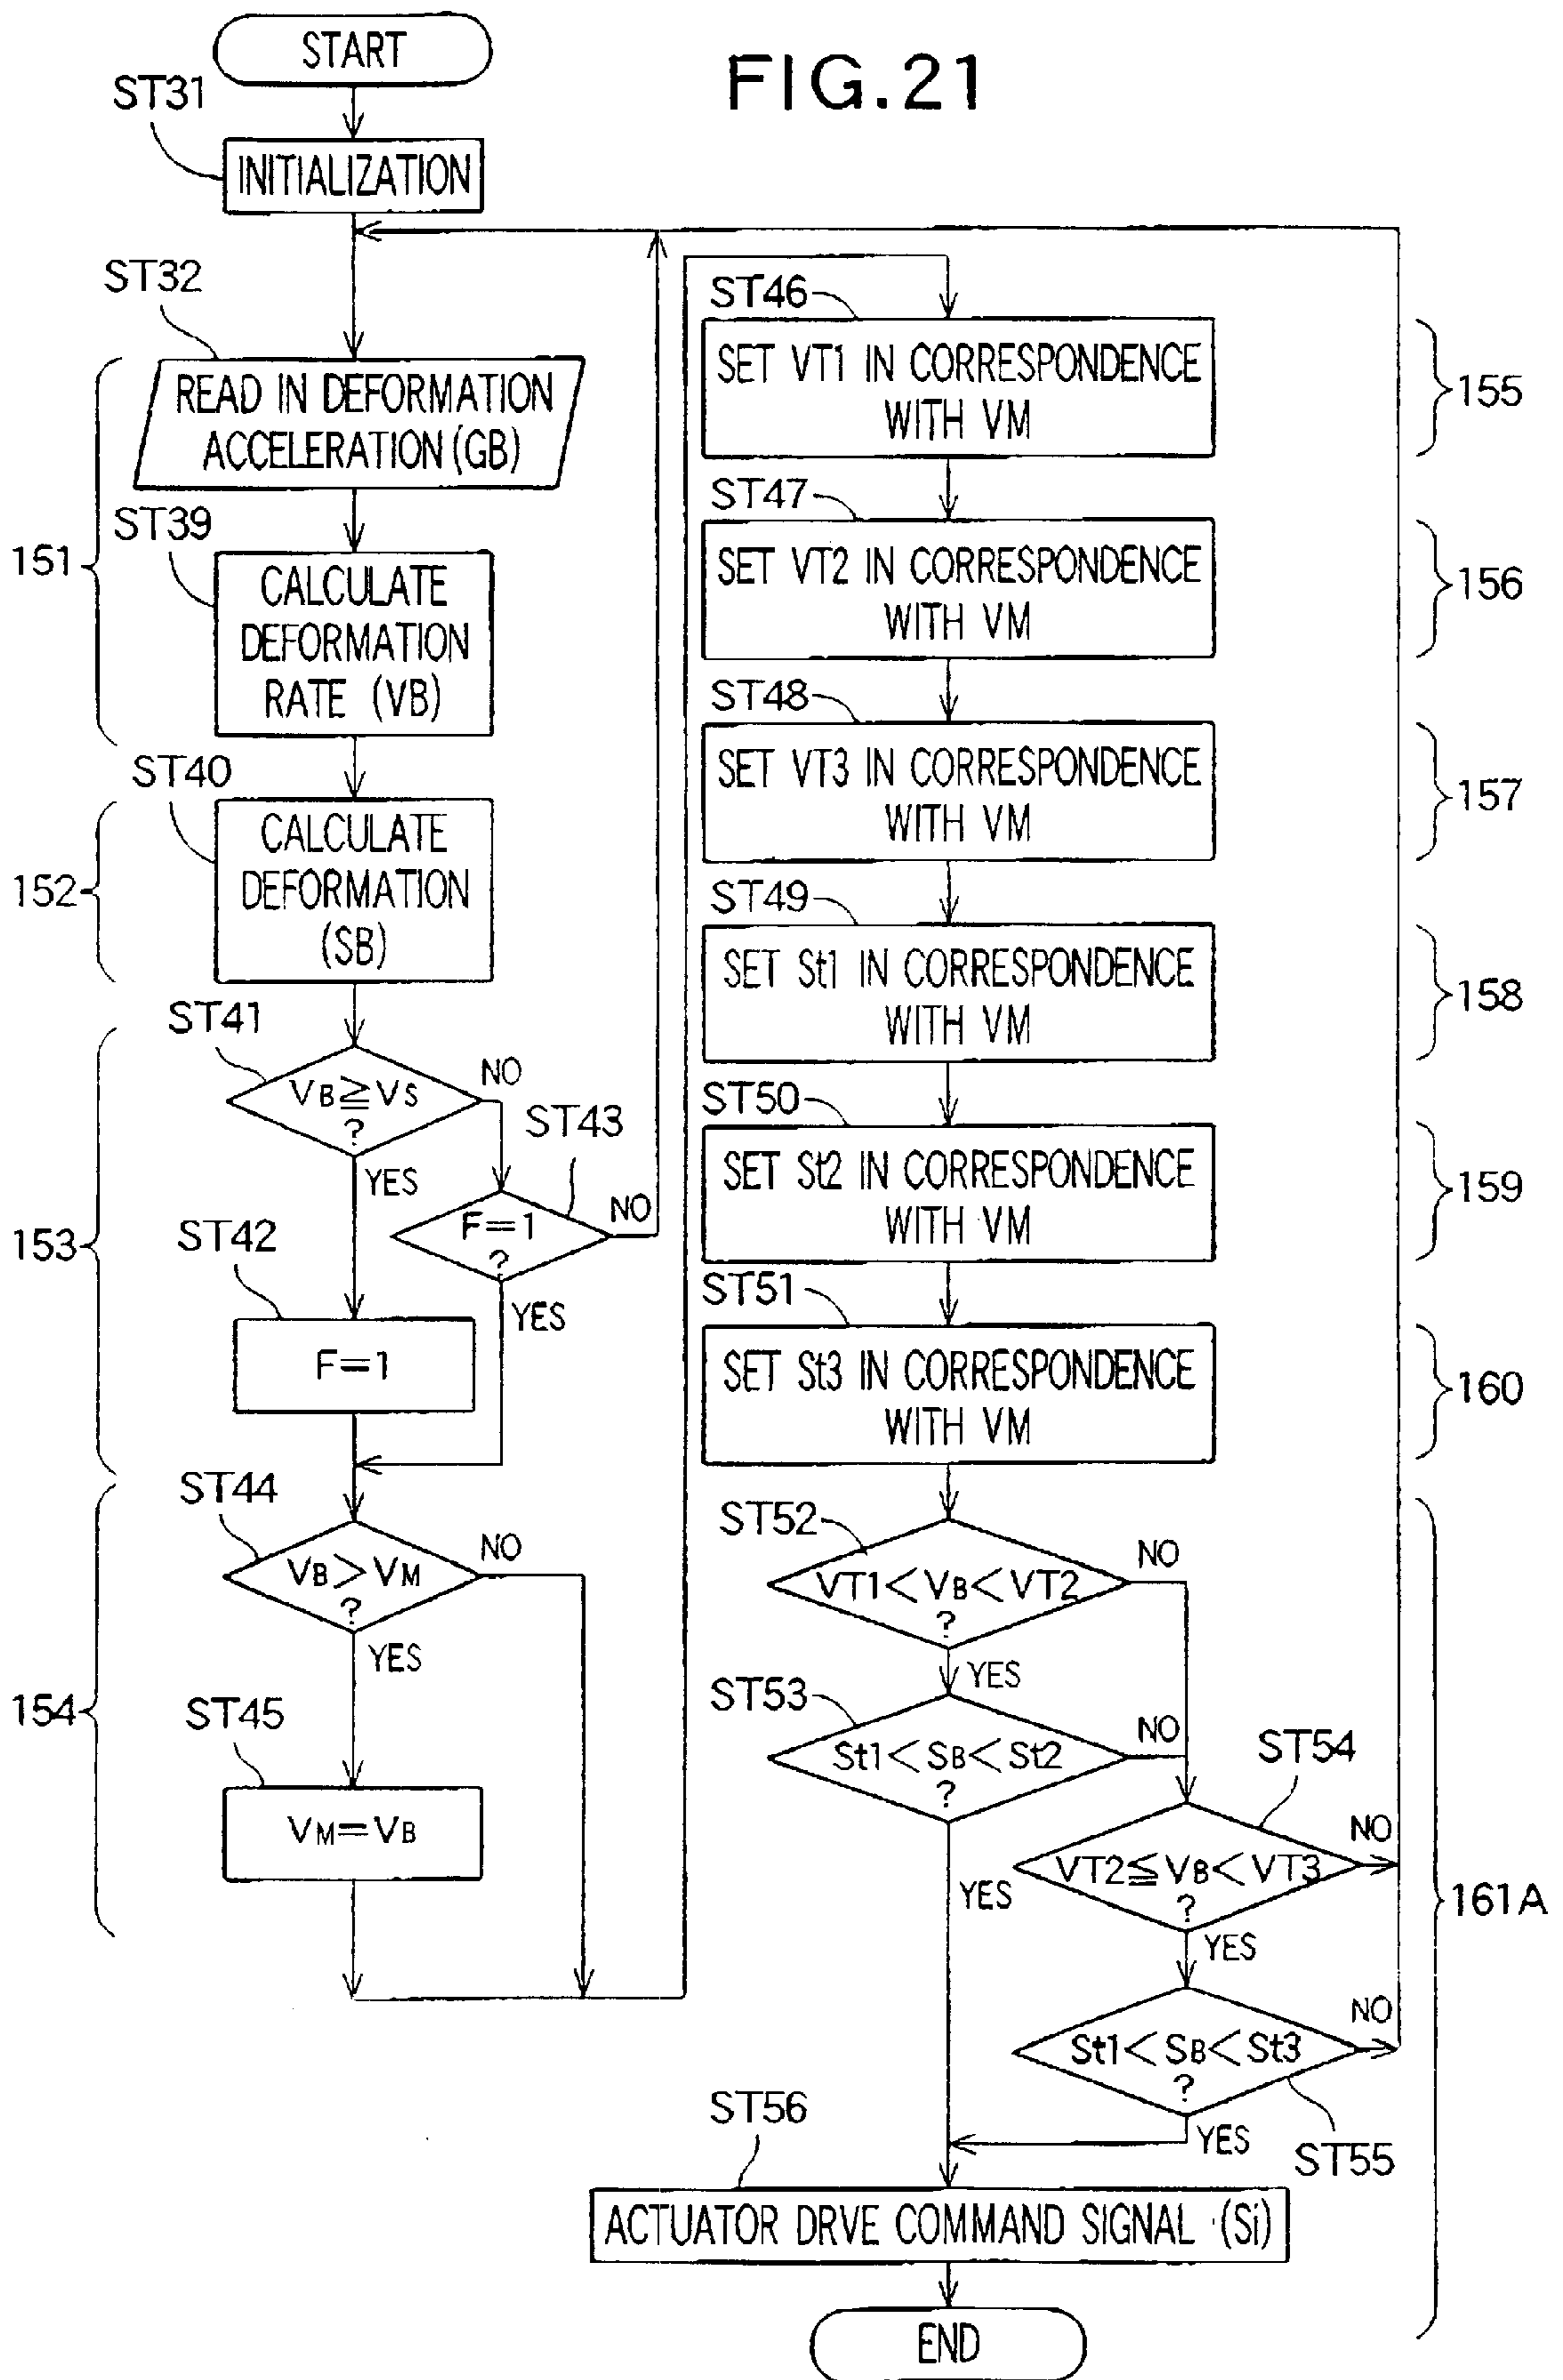 FIG.21
START
ST31
INITIALIZATION
ST32
READ IN DEFORMATION
ACCELERATION (GB)
151
ST39
CALCULATE
DEFORMATION
RATE (VB)
ST40
152
CALCULATE
DEFORMATION
(SB)
ST41
153
VB≧VS
?
NO
YES
ST43
F=1
?
NO
YES
ST42
F=1
ST44
154
VB>VM
?
NO
YES
ST45
VM=VB
ST46
SET VT1 IN CORRESPONDENCE
WITH VM
155
ST47
SET VT2 IN CORRESPONDENCE
WITH VM
156
ST48
SET VT3 IN CORRESPONDENCE
WITH VM
157
ST49
SET St1 IN CORRESPONDENCE
WITH VM
158
ST50
SET St2 IN CORRESPONDENCE
WITH VM
159
ST51
SET St3 IN CORRESPONDENCE
WITH VM
160
ST52
VT1<VB<VT2
?
NO
YES
ST53
St1<SB<St2
?
NO
YES
ST54
VT2≦VB<VT3
?
NO
YES
161A
St1<SB<St3
?
NO
YES
ST55
ST56
ACTUATOR DRVE COMMAND SIGNAL (Si)
END